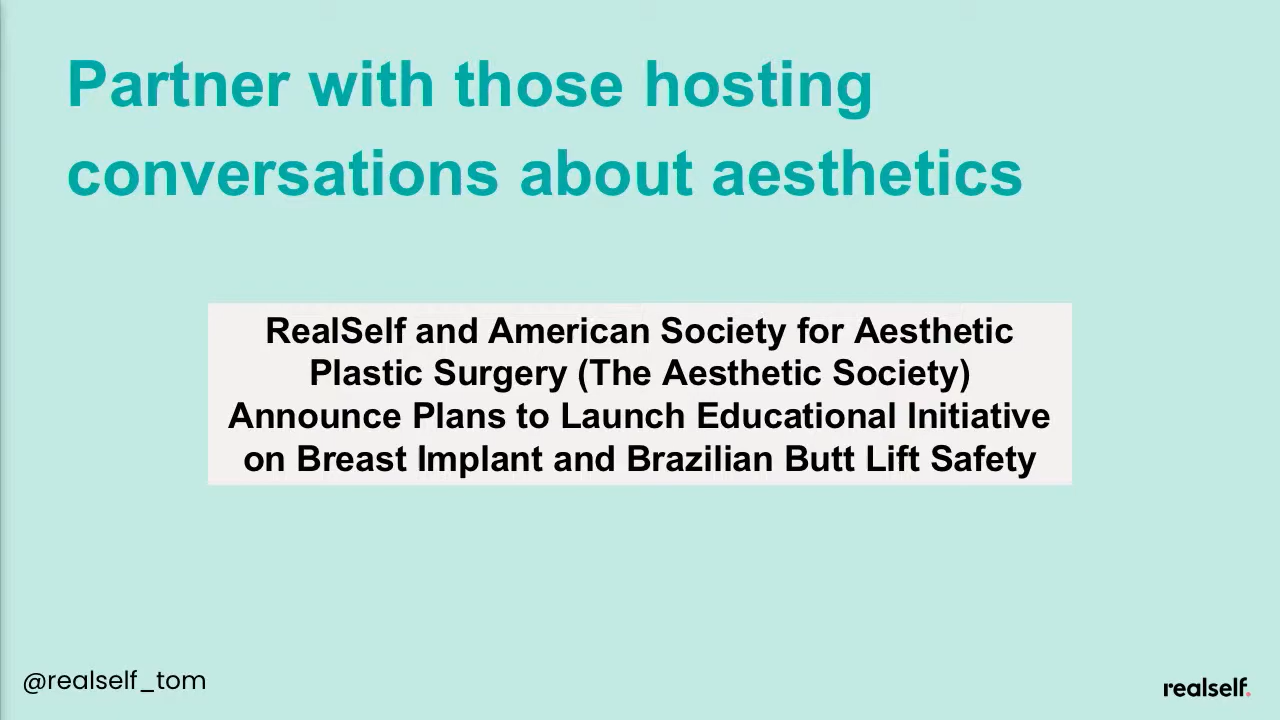 Partner with those hosting
conversations about aesthetics
RealSelf and American Society for Aesthetic
Plastic Surgery (The Aesthetic Society)
Announce Plans to Launch Educational Initiative
on Breast Implant and Brazilian Butt Lift Safety
@realself_tom
realself.